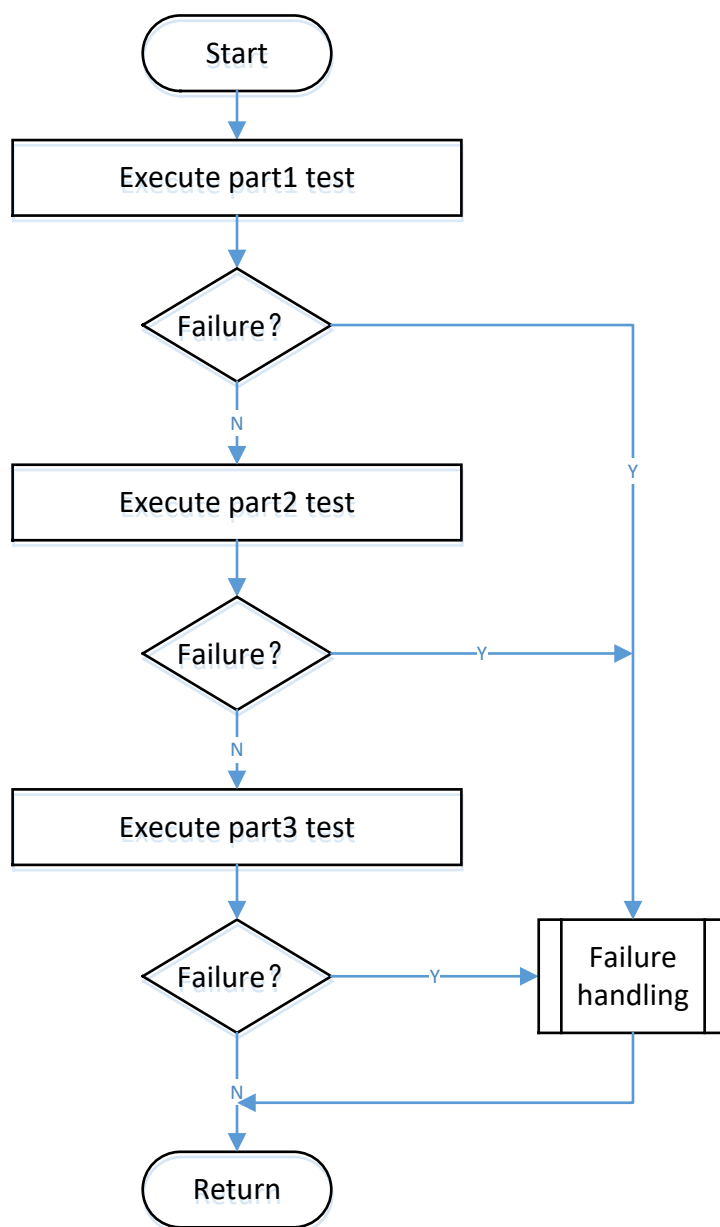 Start
Execute part1 test
Failure？
N
Y
Execute part2 test
Failure？
Y
N
Execute part3 test
Failure？
Y
Failure
handling
N
Return